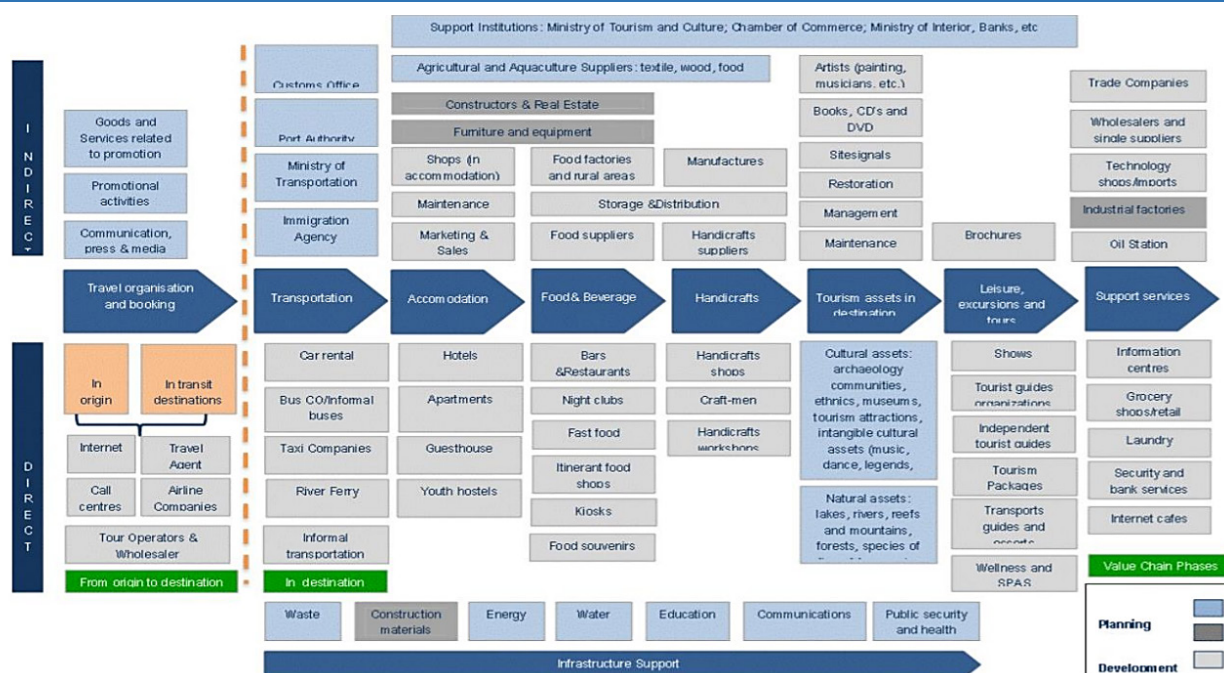 Support Institutions: Ministry of Tourism and Culture; Chamber of Commerce; Ministry of Interior, Banks, etc
I
N
D
I
R
E
C
Goods and
Services related
to promotion
Promotional
activities
Communication,
press & media
Customs Office
Port Authority
Ministry of
Transportation
Immigration
Agency
Agricultural and Aquaculture Suppliers: textile, wood, food
Constructors & Real Estate
Furniture and equipment
Shops (in
accommodation)
Maintenance
Marketing &
Sales
Food factories
and rural areas
Storage &Distribution
Food suppliers
Manufactures
Handicrafts
suppliers
Artists (painting,
musicians, etc.)
Books, CD's and
DVD
Sitesignals
Restoration
Management
Maintenance
Brochures
Trade Companies
Wholesalers and
single suppliers
Technology
shops/Imports
Industrial factories
Oil Station
Travel organisation
and booking
Transportation
Accomodation
Food& Beverage
Handicrafts
Tourism assets in
destination
Leisure,
excursions and
tours
Support services
D
I
R
E
C
T
In
origin
In transit
destinations
Internet
Travel
Agent
Call
centres
Airline
Companies
Tour Operators &
Wholesaler
From origin to destination
Car rental
Bus CO/Informal
buses
Taxi Companies
River Ferry
Informal
transportation
In destination
Hotels
Apartments
Guesthouse
Youth hostels
Bars
&Restaurants
Night clubs
Fast food
Itinerant food
shops
Kiosks
Food souvenirs
Handicrafts
shops
Craft-men
Handicrafts
workshops
Cultural assets:
archaeology
communities,
ethnics, museums,
tourism attractions,
intangible cultural
assets (music,
dance, legends,
Natural assets:
lakes, rivers, reefs
and mountains,
forests, species of
Shows
Tourist guides
organizations
Independent
tourist guides
Tourism
Packages
Transports
guides and
escorts
Wellness and
SPAS
Information
centres
Grocery
shops/retail
Laundry
Security and
bank services
Internet cafes
Value Chain Phases
Waste
Construction
materials
Energy
Water
Education
Communications
Public security
and health
Infrastructure Support
Planning
Development